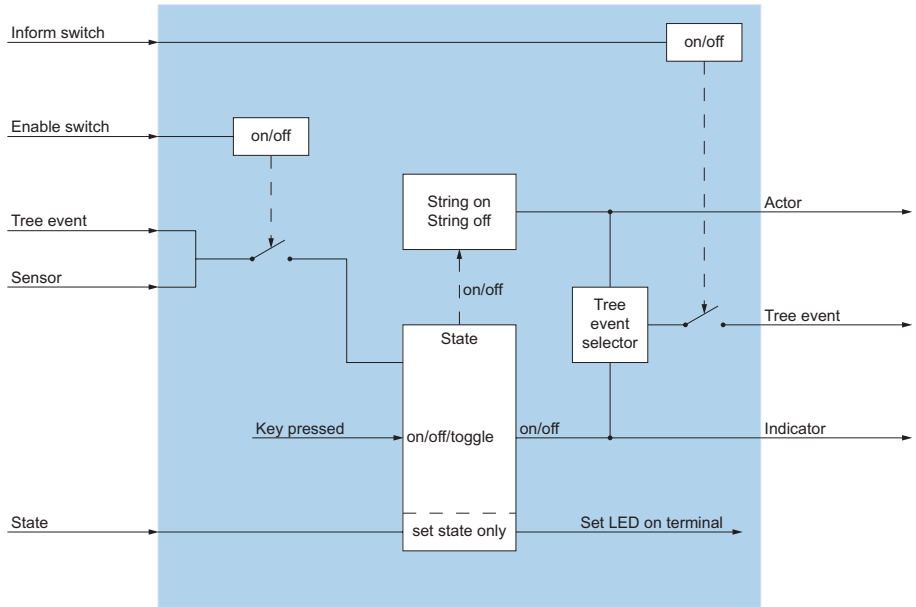 Inform switch
on/off
Enable switch
on/off
Tree event
Sensor
String on
String off
Actor
on/off
Tree
event
selector
Tree event
State
Key pressed
on/off/toggle
on/off
Indicator
State
set state only
Set LED on terminal